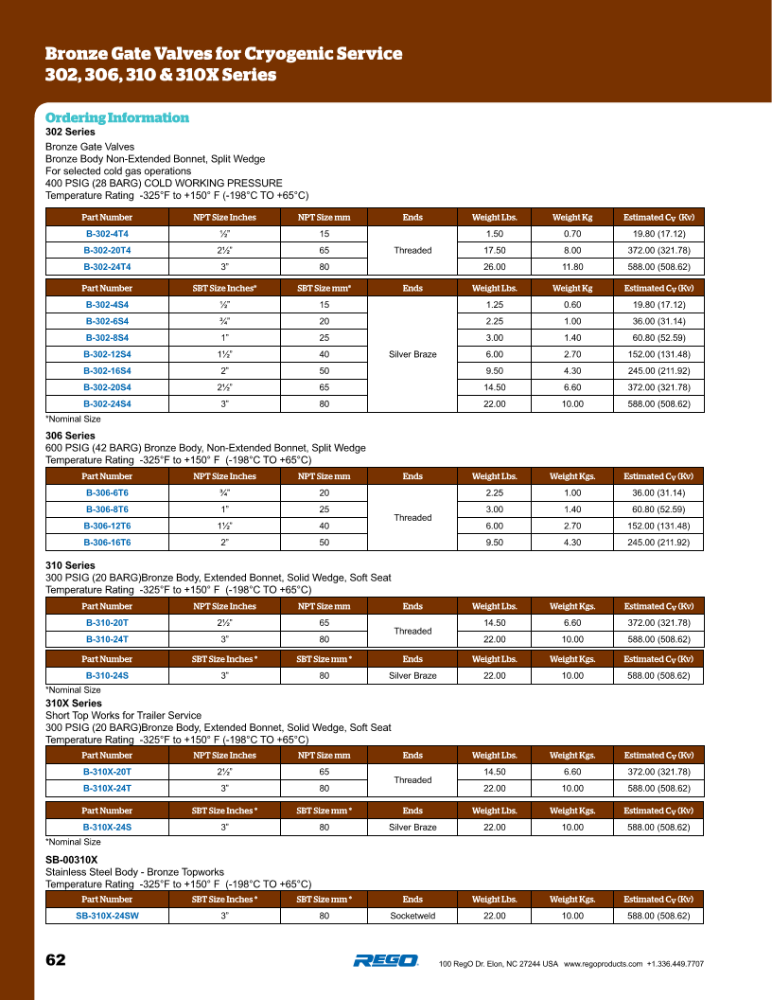 Bronze Gate Valves for Cryogenic Service
302, 306, 310 & 310X Series
Ordering Information
302 Series
Bronze Gate Valves
Bronze Body Non-Extended Bonnet, Split Wedge
For selected cold gas operations
400 PSIG (28 BARG) COLD WORKING PRESSURE
Temperature Rating -325°F to +150° F (-198°C TO +65°C)
Part Number NPT Size Inches NPT Size mm Ends Weight Lbs. Weight Kg Estimated Cv (Kv)
B-302-4T4 ½" 15 Threaded 1.50 0.70 19.80 (17.12)
B-302-20T4 2½" 65 17.50 8.00 372.00 (321.78)
B-302-24T4 3" 80 26.00 11.80 588.00 (508.62)
Part Number SBT Size Inches* SBT Size mm* Ends Weight Lbs. Weight Kg Estimated Cv (Kv)
B-302-4S4 ½" 15 Silver Braze 1.25 0.60 19.80 (17.12)
B-302-6S4 ¾" 20 2.25 1.00 36.00 (31.14)
B-302-8S4 1" 25 3.00 1.40 60.80 (52.59)
B-302-12S4 1½" 40 6.00 2.70 152.00 (131.48)
B-302-16S4 2" 50 9.50 4.30 245.00 (211.92)
B-302-20S4 2½" 65 14.50 6.60 372.00 (321.78)
B-302-24S4 3" 80 22.00 10.00 588.00 (508.62)
*Nominal Size
306 Series
600 PSIG (42 BARG) Bronze Body, Non-Extended Bonnet, Split Wedge
Temperature Rating -325°F to +150° F (-198°C TO +65°C)
Part Number NPT Size Inches NPT Size mm Ends Weight Lbs. Weight Kgs. Estimated Cv (Kv)
B-306-6T6 ¾" 20 Threaded 2.25 1.00 36.00 (31.14)
B-306-8T6 1" 25 3.00 1.40 60.80 (52.59)
B-306-12T6 1½" 40 6.00 2.70 152.00 (131.48)
B-306-16T6 2" 50 9.50 4.30 245.00 (211.92)
310 Series
300 PSIG (20 BARG)Bronze Body, Extended Bonnet, Solid Wedge, Soft Seat
Temperature Rating -325°F to +150° F (-198°C TO +65°C)
Part Number NPT Size Inches NPT Size mm Ends Weight Lbs. Weight Kgs. Estimated Cv (Kv)
B-310-20T 2½" 65 Threaded 14.50 6.60 372.00 (321.78)
B-310-24T 3" 80 22.00 10.00 588.00 (508.62)
Part Number SBT Size Inches * SBT Size mm * Ends Weight Lbs. Weight Kgs. Estimated Cv (Kv)
B-310-24S 3" 80 Silver Braze 22.00 10.00 588.00 (508.62)
*Nominal Size
310X Series
Short Top Works for Trailer Service
300 PSIG (20 BARG)Bronze Body, Extended Bonnet, Solid Wedge, Soft Seat
Temperature Rating -325°F to +150° F (-198°C TO +65°C)
Part Number NPT Size Inches NPT Size mm Ends Weight Lbs. Weight Kgs. Estimated Cv (Kv)
B-310X-20T 2½" 65 Threaded 14.50 6.60 372.00 (321.78)
B-310X-24T 3" 80 22.00 10.00 588.00 (508.62)
Part Number SBT Size Inches * SBT Size mm * Ends Weight Lbs. Weight Kgs. Estimated Cv (Kv)
B-310X-24S 3" 80 Silver Braze 22.00 10.00 588.00 (508.62)
*Nominal Size
SB-00310X
Stainless Steel Body - Bronze Topworks
Temperature Rating -325°F to +150° F (-198°C TO +65°C)
Part Number SBT Size Inches * SBT Size mm * Ends Weight Lbs. Weight Kgs. Estimated Cv (Kv)
SB-310X-24SW 3" 80 Socketweld 22.00 10.00 588.00 (508.62)
62 REGO 100 RegO Dr. Elon, NC 27244 USA www.regoproducts.com +1.336.449.7707